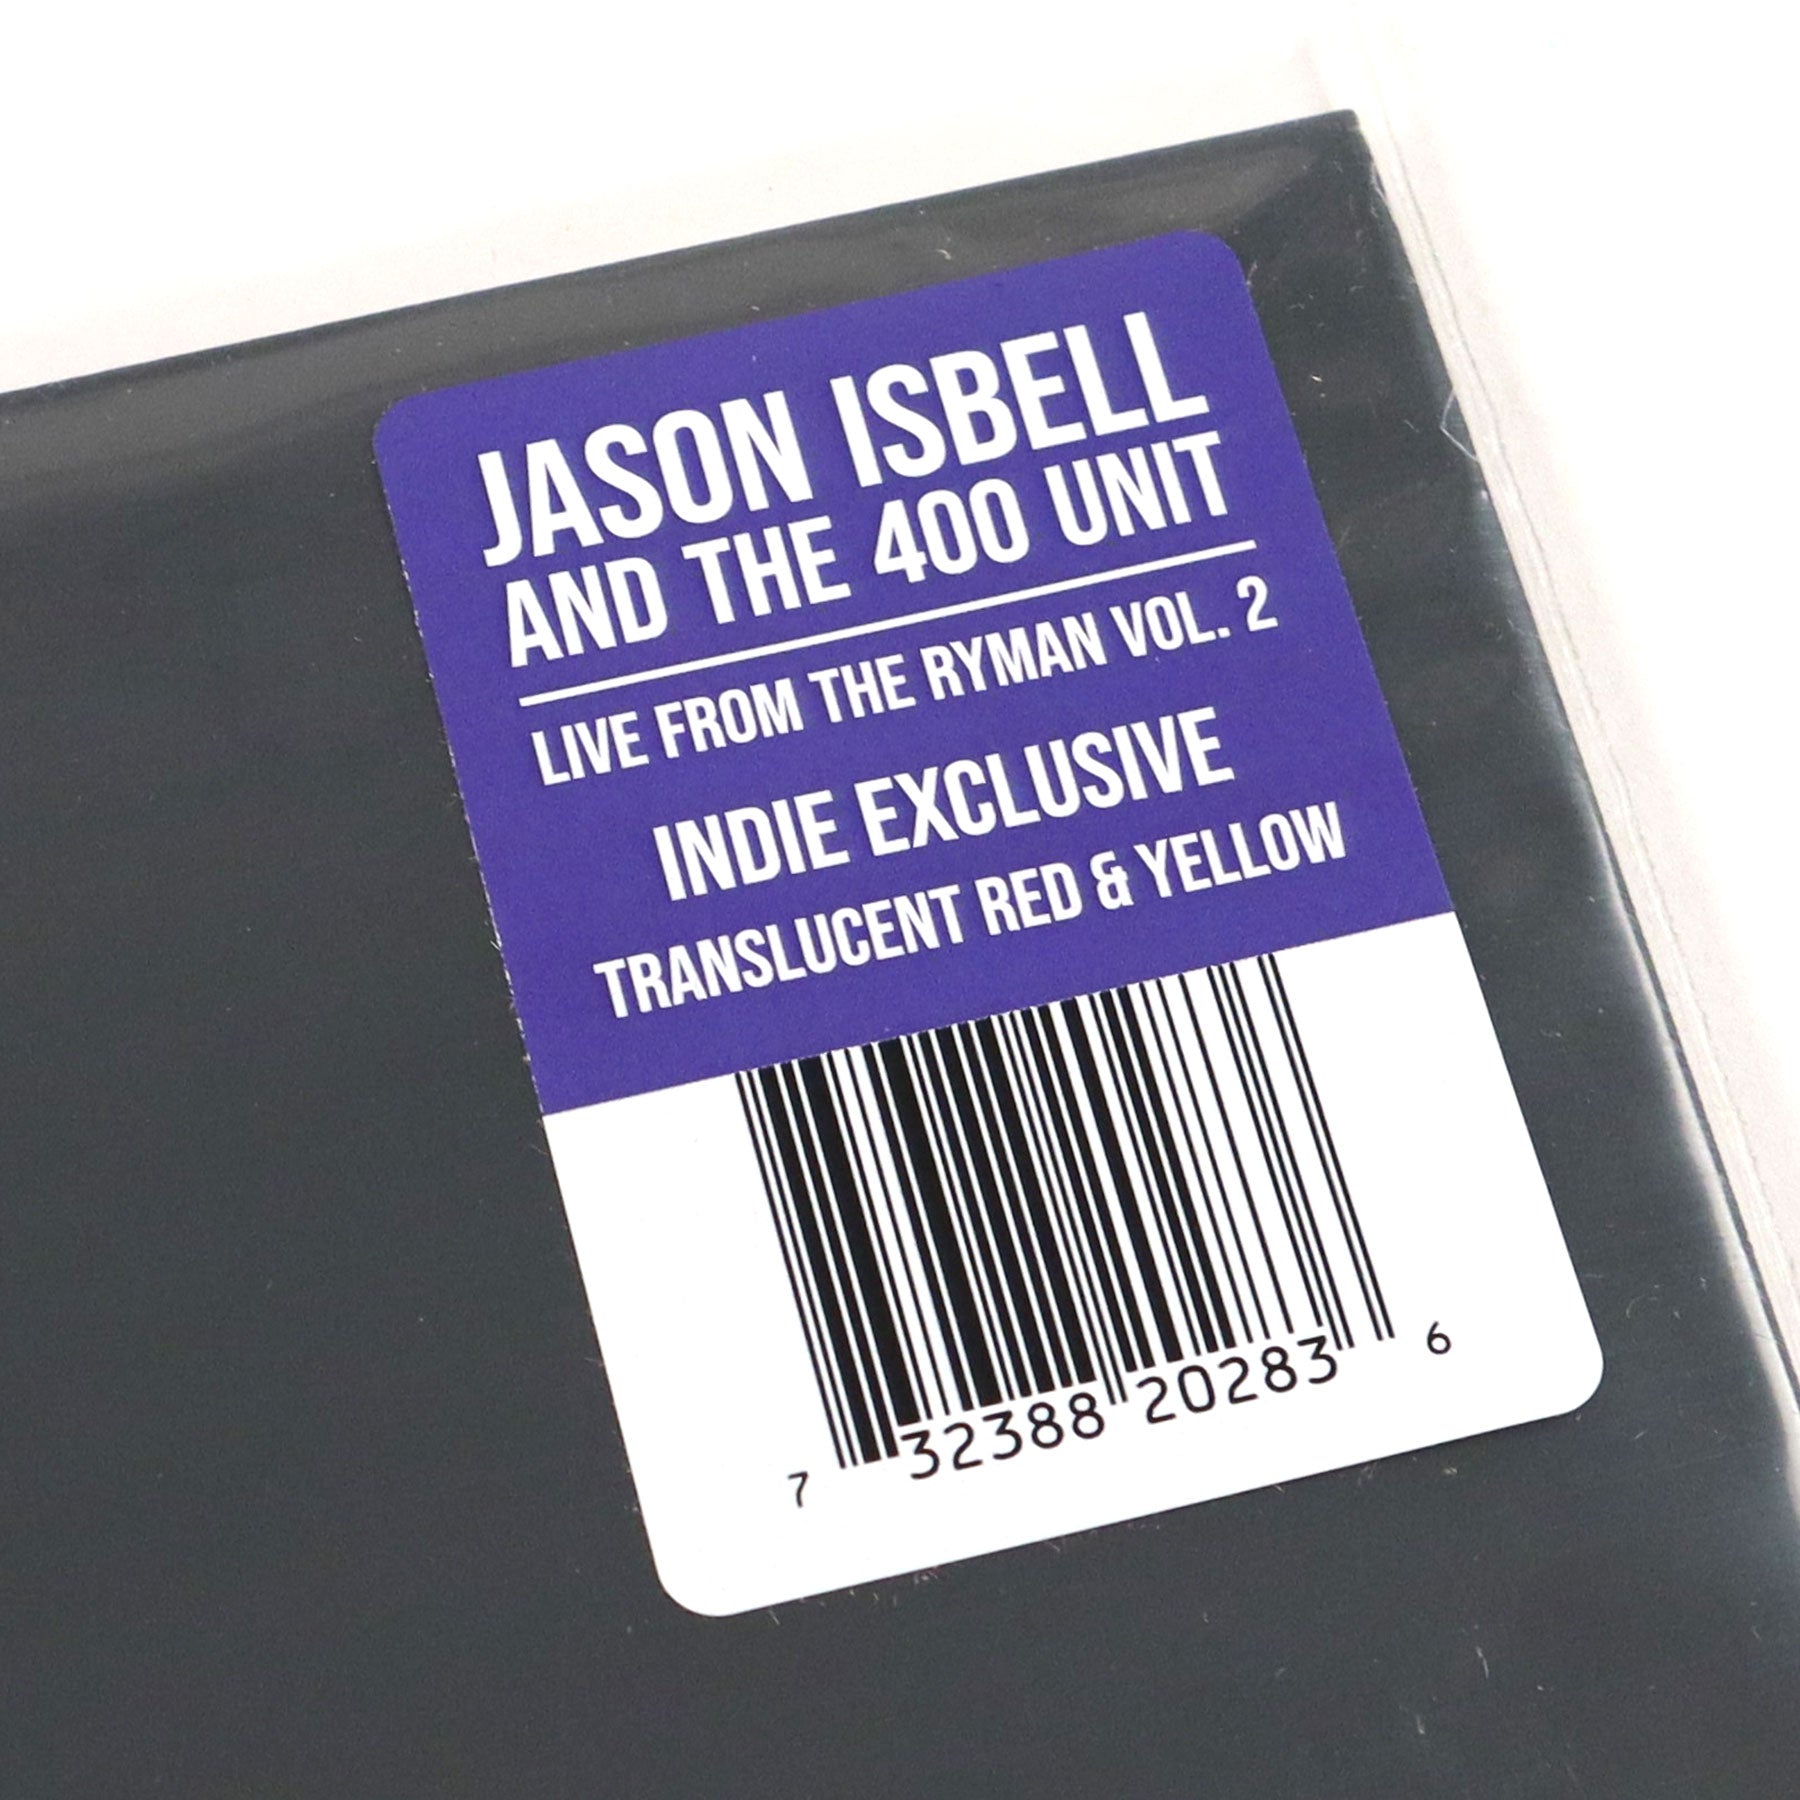 JASON ISBELL
AND THE 400 UNIT
LIVE FROM THE RYMAN VOL. 2
INDIE EXCLUSIVE
TRANSLUCENT RED & YELLOW
7 32388 20283 6